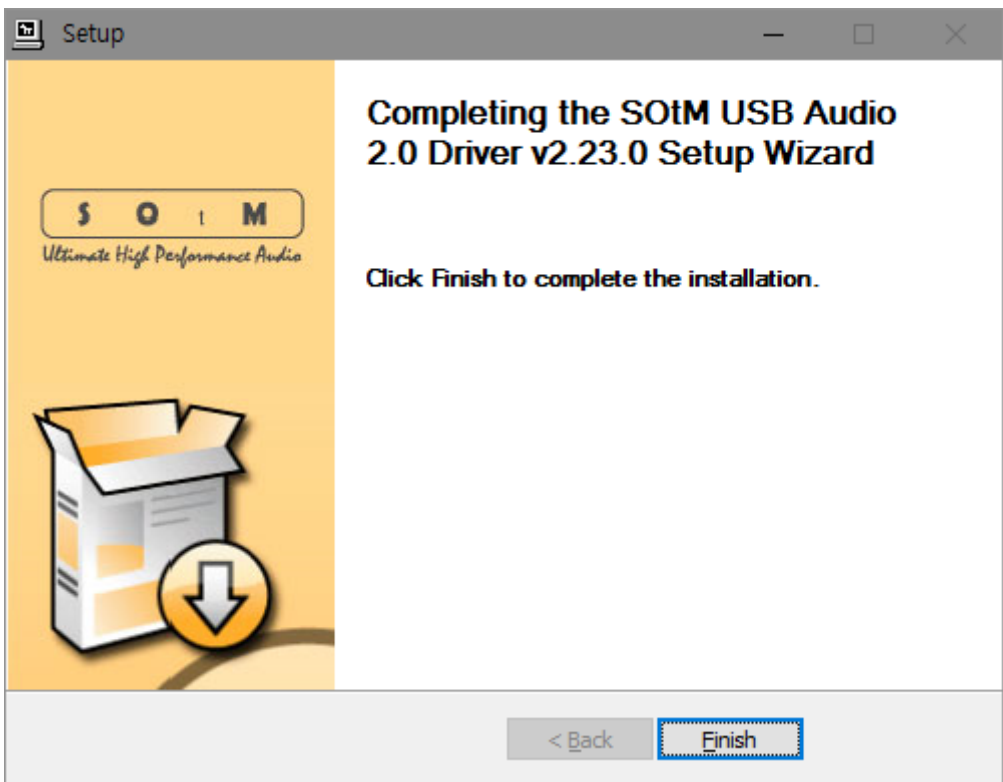 Setup
Completing the SOtM USB Audio
2.0 Driver v2.23.0 Setup Wizard
S O t M
Ultimate High Performance Audio
Click Finish to complete the installation.
< Back
Finish